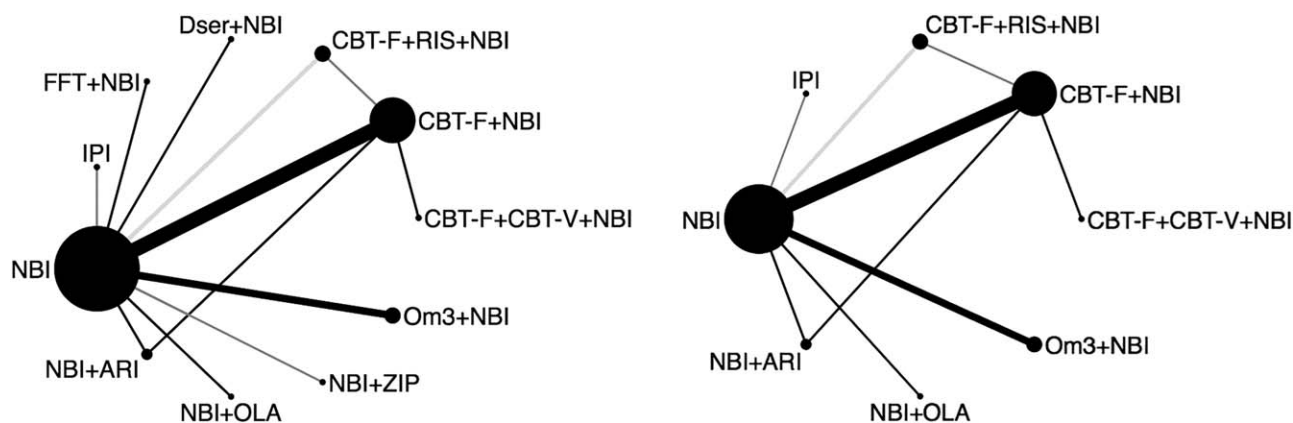 Dser+NBI
CBT-F+RIS+NBI
FFT+NBI
CBT-F+NBI
IPI
CBT-F+CBT-V+NBI
NBI
Om3+NBI
NBI+ARI
NBI+ZIP
NBI+OLA
CBT-F+RIS+NBI
IPI
CBT-F+NBI
NBI
CBT-F+CBT-V+NBI
Om3+NBI
NBI+ARI
NBI+OLA